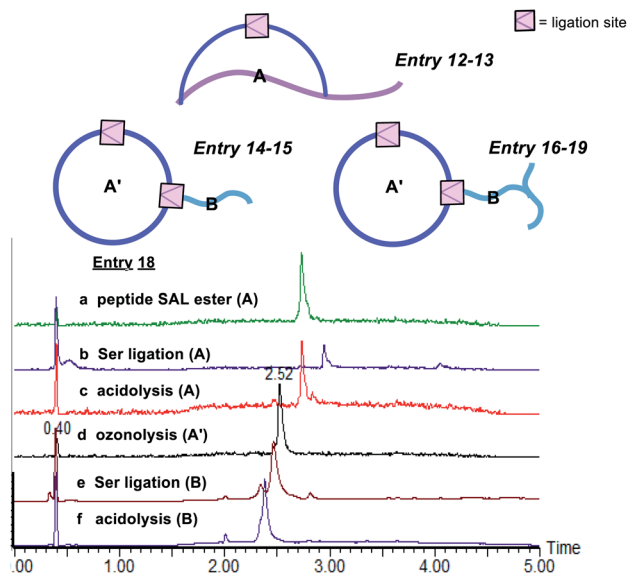 = ligation site
A
Entry 12-13
Entry 14-15
Entry 16-19
A'
B
A'
B
Entry 18
a peptide SAL ester (A)
b Ser ligation (A)
2.52
c acidolysis (A)
0.40
d ozonolysis (A')
e Ser ligation (B)
f acidolysis (B)
.00 1.00 2.00 3.00 4.00 5.00 Time